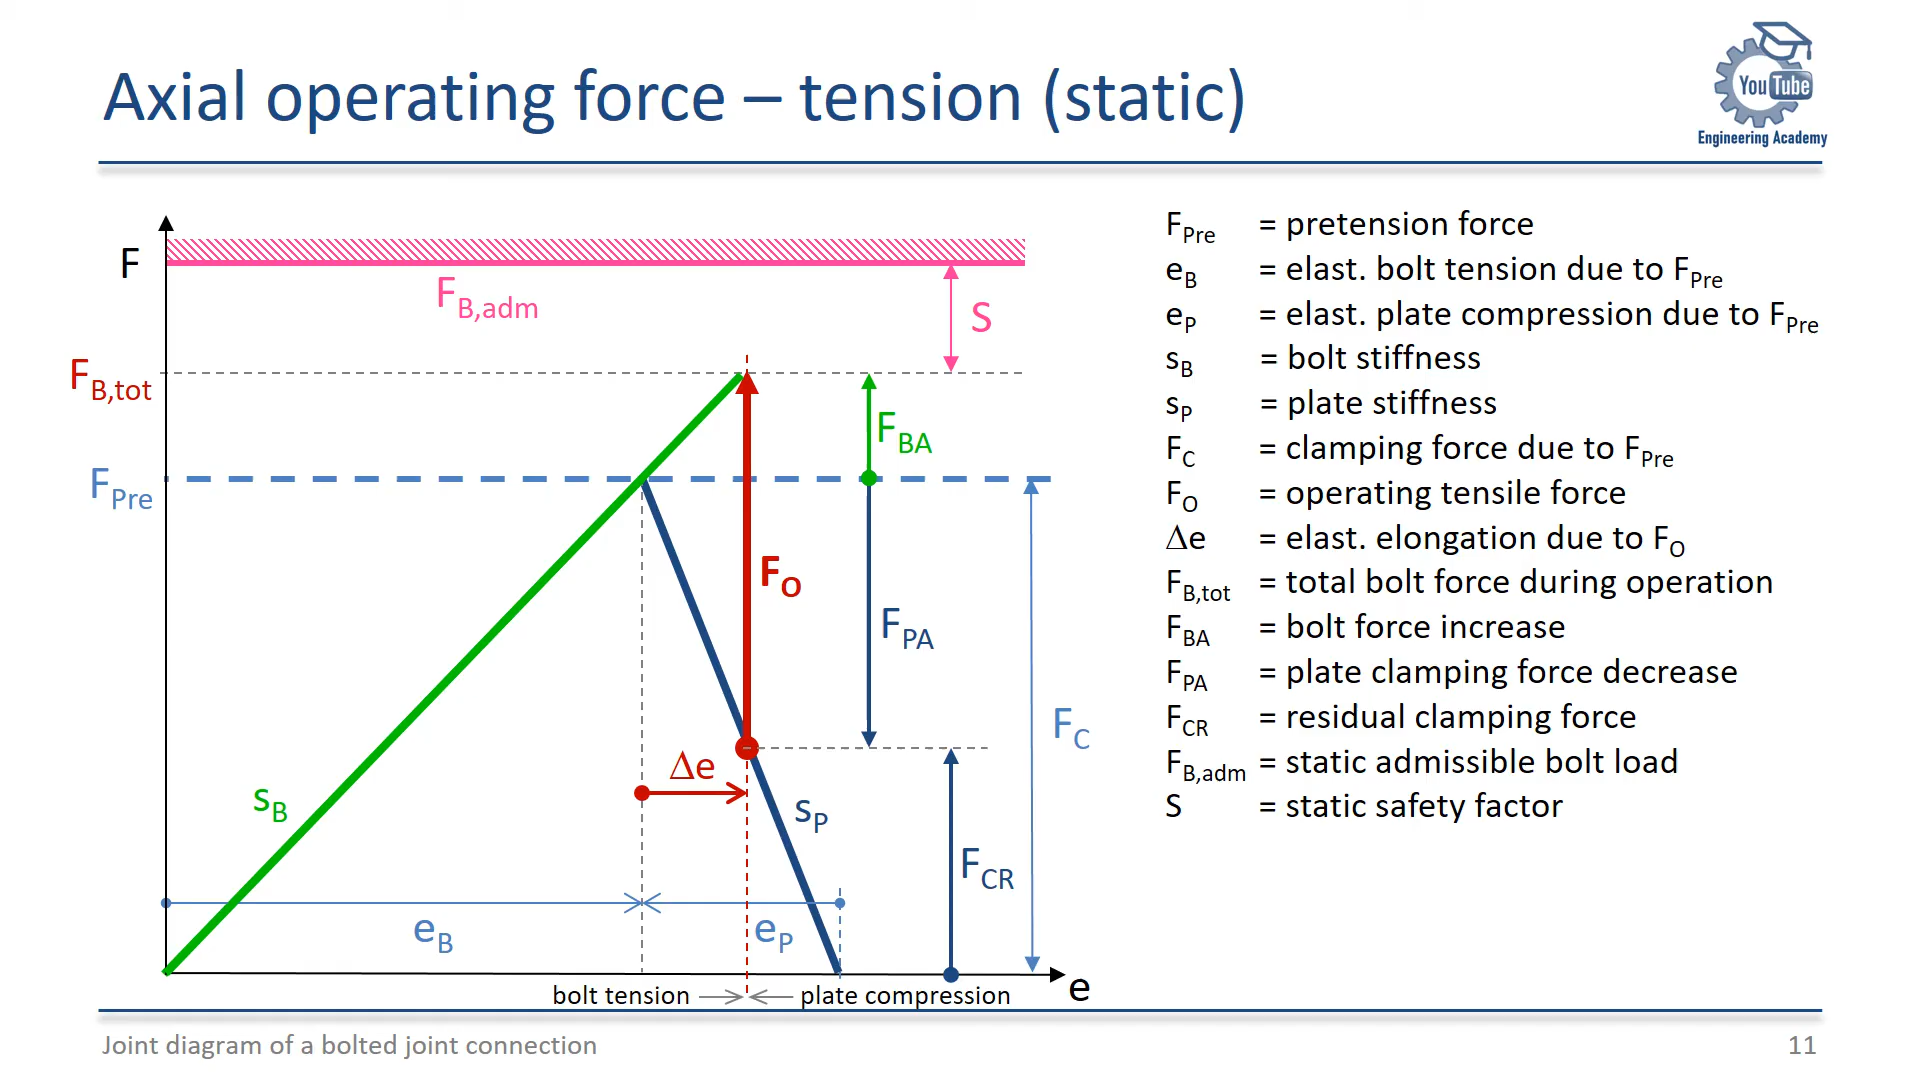 Axial operating force – tension (static)
You Tube
Engineering Academy
F
F_B,adm
S
F_B,tot
F_BA
F_Pre
F_O
F_PA
F_C
Δe
s_B
s_P
F_CR
e_B
e_P
e
bolt tension
plate compression
F_Pre = pretension force
e_B = elast. bolt tension due to F_Pre
e_P = elast. plate compression due to F_Pre
s_B = bolt stiffness
s_P = plate stiffness
F_C = clamping force due to F_Pre
F_O = operating tensile force
Δe = elast. elongation due to F_O
F_B,tot = total bolt force during operation
F_BA = bolt force increase
F_PA = plate clamping force decrease
F_CR = residual clamping force
F_B,adm = static admissible bolt load
S = static safety factor
Joint diagram of a bolted joint connection
11